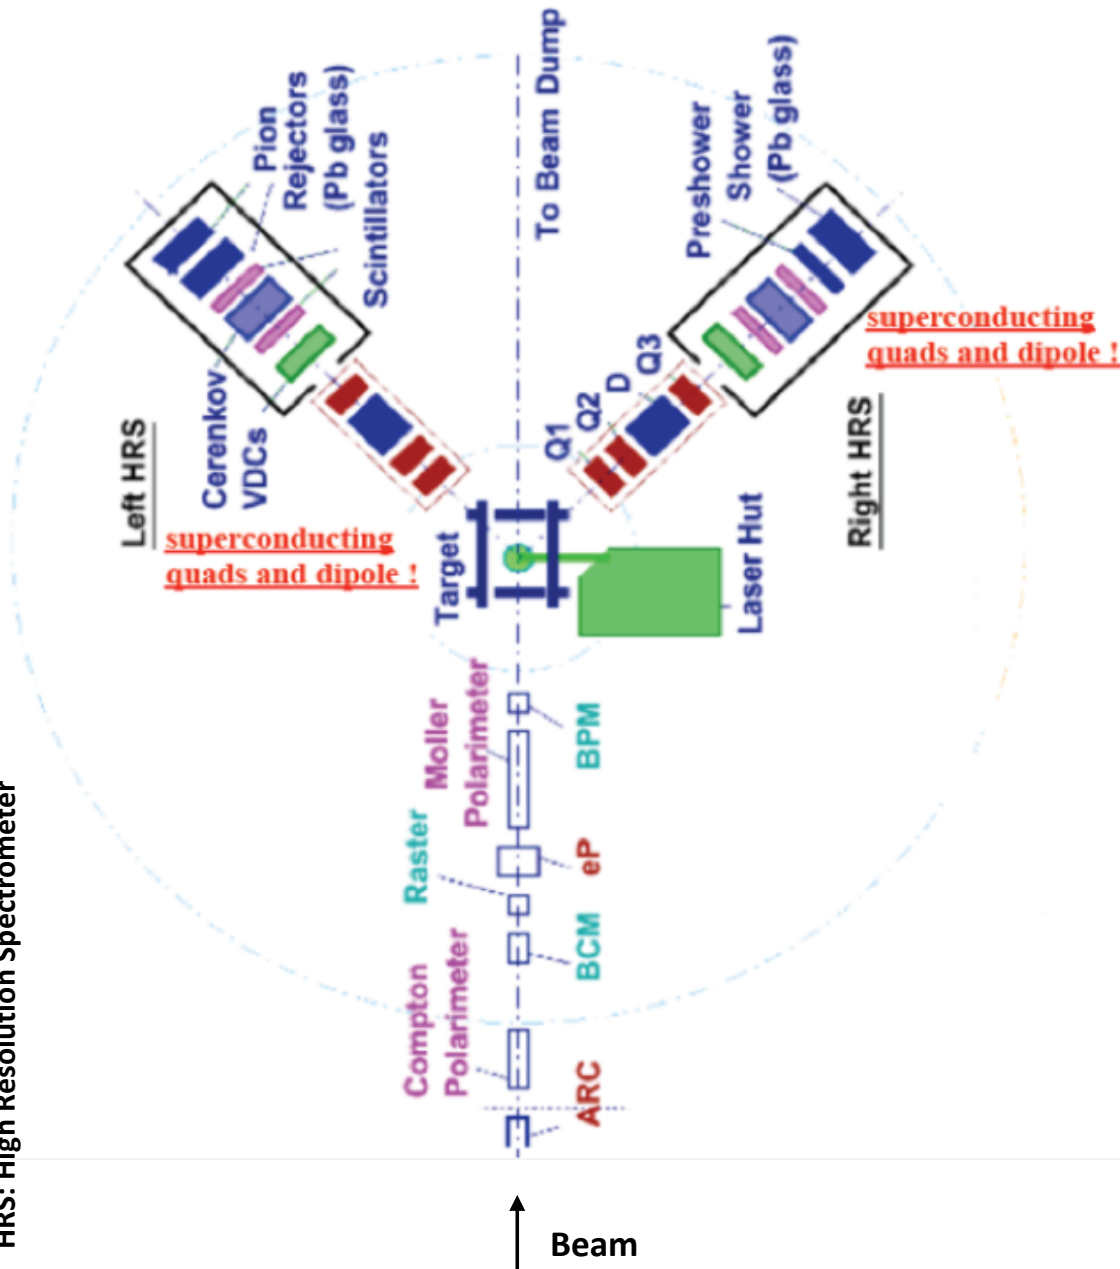 To Beam Dump
Pion
Rejectors
(Pb glass)
Scintillators
Preshower
Shower
(Pb glass)
superconducting
quads and dipole !
Left HRS
Cerenkov
VDCs
Q1
Q2
D
Q3
Right HRS
superconducting
quads and dipole !
Target
Laser Hut
Moller
Polarimeter
BPM
Raster
eP
BCM
Compton
Polarimeter
ARC
HRS: High Resolution Spectrometer
Beam